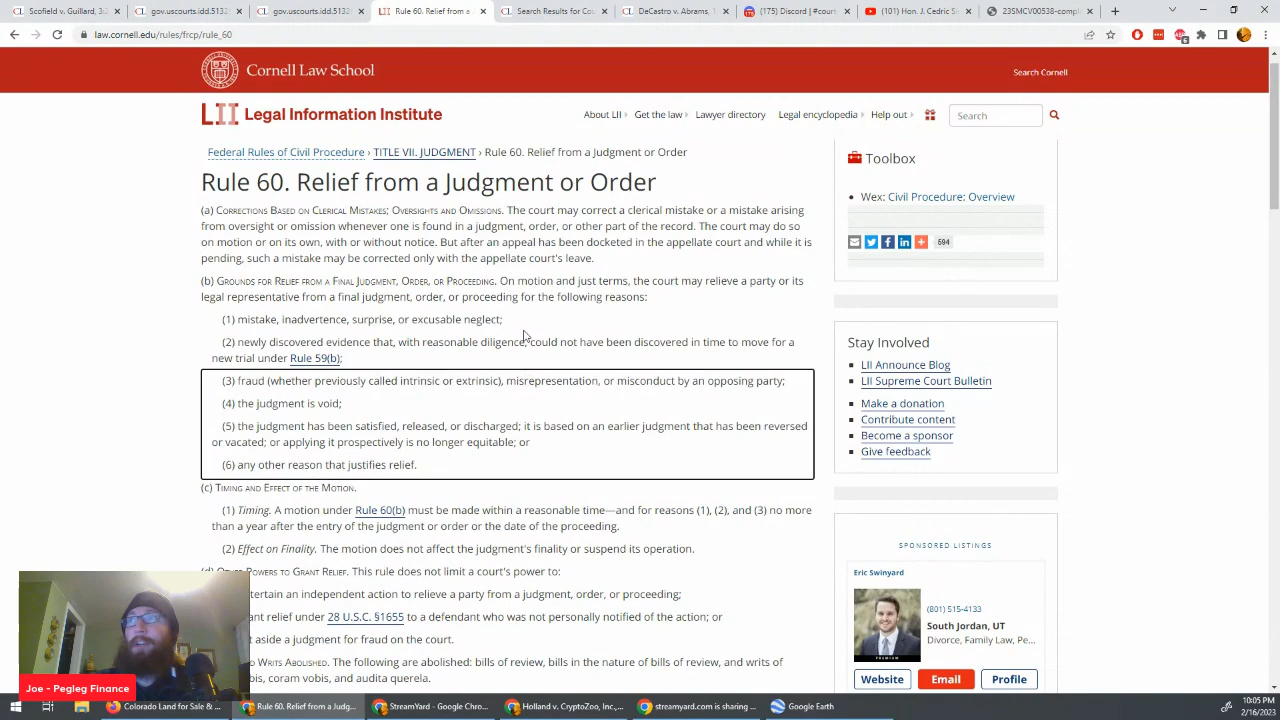 Scofield v. Guillard, 3:
gov.uscourts.idd.5132
gov.uscourts.idd.5132
Rule 60. Relief from a J
Search Results for Cou
DeCastro v. Abrams, 1:
(175) Discord | #court
(101) Hon. J. Cedric Si
23SMCV00538-compl
law.cornell.edu/rules/frcp/rule_60
Cornell Law School
Search Cornell
LII Legal Information Institute
About LII
Get the law
Lawyer directory
Legal encyclopedia
Help out
Search
Federal Rules of Civil Procedure › TITLE VII. JUDGMENT › Rule 60. Relief from a Judgment or Order
Rule 60. Relief from a Judgment or Order
(a) Corrections Based on Clerical Mistakes; Oversights and Omissions. The court may correct a clerical mistake or a mistake arising
from oversight or omission whenever one is found in a judgment, order, or other part of the record. The court may do so
on motion or on its own, with or without notice. But after an appeal has been docketed in the appellate court and while it is
pending, such a mistake may be corrected only with the appellate court's leave.
(b) Grounds for Relief from a Final Judgment, Order, or Proceeding. On motion and just terms, the court may relieve a party or its
legal representative from a final judgment, order, or proceeding for the following reasons:
(1) mistake, inadvertence, surprise, or excusable neglect;
(2) newly discovered evidence that, with reasonable diligence, could not have been discovered in time to move for a
new trial under Rule 59(b);
(3) fraud (whether previously called intrinsic or extrinsic), misrepresentation, or misconduct by an opposing party;
(4) the judgment is void;
(5) the judgment has been satisfied, released, or discharged; it is based on an earlier judgment that has been reversed
or vacated; or applying it prospectively is no longer equitable; or
(6) any other reason that justifies relief.
(c) Timing and Effect of the Motion.
(1) Timing. A motion under Rule 60(b) must be made within a reasonable time—and for reasons (1), (2), and (3) no more
than a year after the entry of the judgment or order or the date of the proceeding.
(2) Effect on Finality. The motion does not affect the judgment's finality or suspend its operation.
Powers to Grant Relief. This rule does not limit a court's power to:
an independent action to relieve a party from a judgment, order, or proceeding;
relief under 28 U.S.C. §1655 to a defendant who was not personally notified of the action; or
aside a judgment for fraud on the court.
Writs Abolished. The following are abolished: bills of review, bills in the nature of bills of review, and writs of
coram vobis, and audita querela.
Toolbox
Wex: Civil Procedure: Overview
594
Stay Involved
LII Announce Blog
LII Supreme Court Bulletin
Make a donation
Contribute content
Become a sponsor
Give feedback
SPONSORED LISTINGS
Eric Swinyard
(801) 515-4133
South Jordan, UT
Divorce, Family Law, Pe...
PREMIUM
Website
Email
Profile
Joe - Pegleg Finance
Colorado Land for Sale &...
Rule 60. Relief from a Judg...
StreamYard - Google Chro...
Holland v. CryptoZoo, Inc.,...
streamyard.com is sharing ...
Google Earth
10:05 PM
2/16/2023